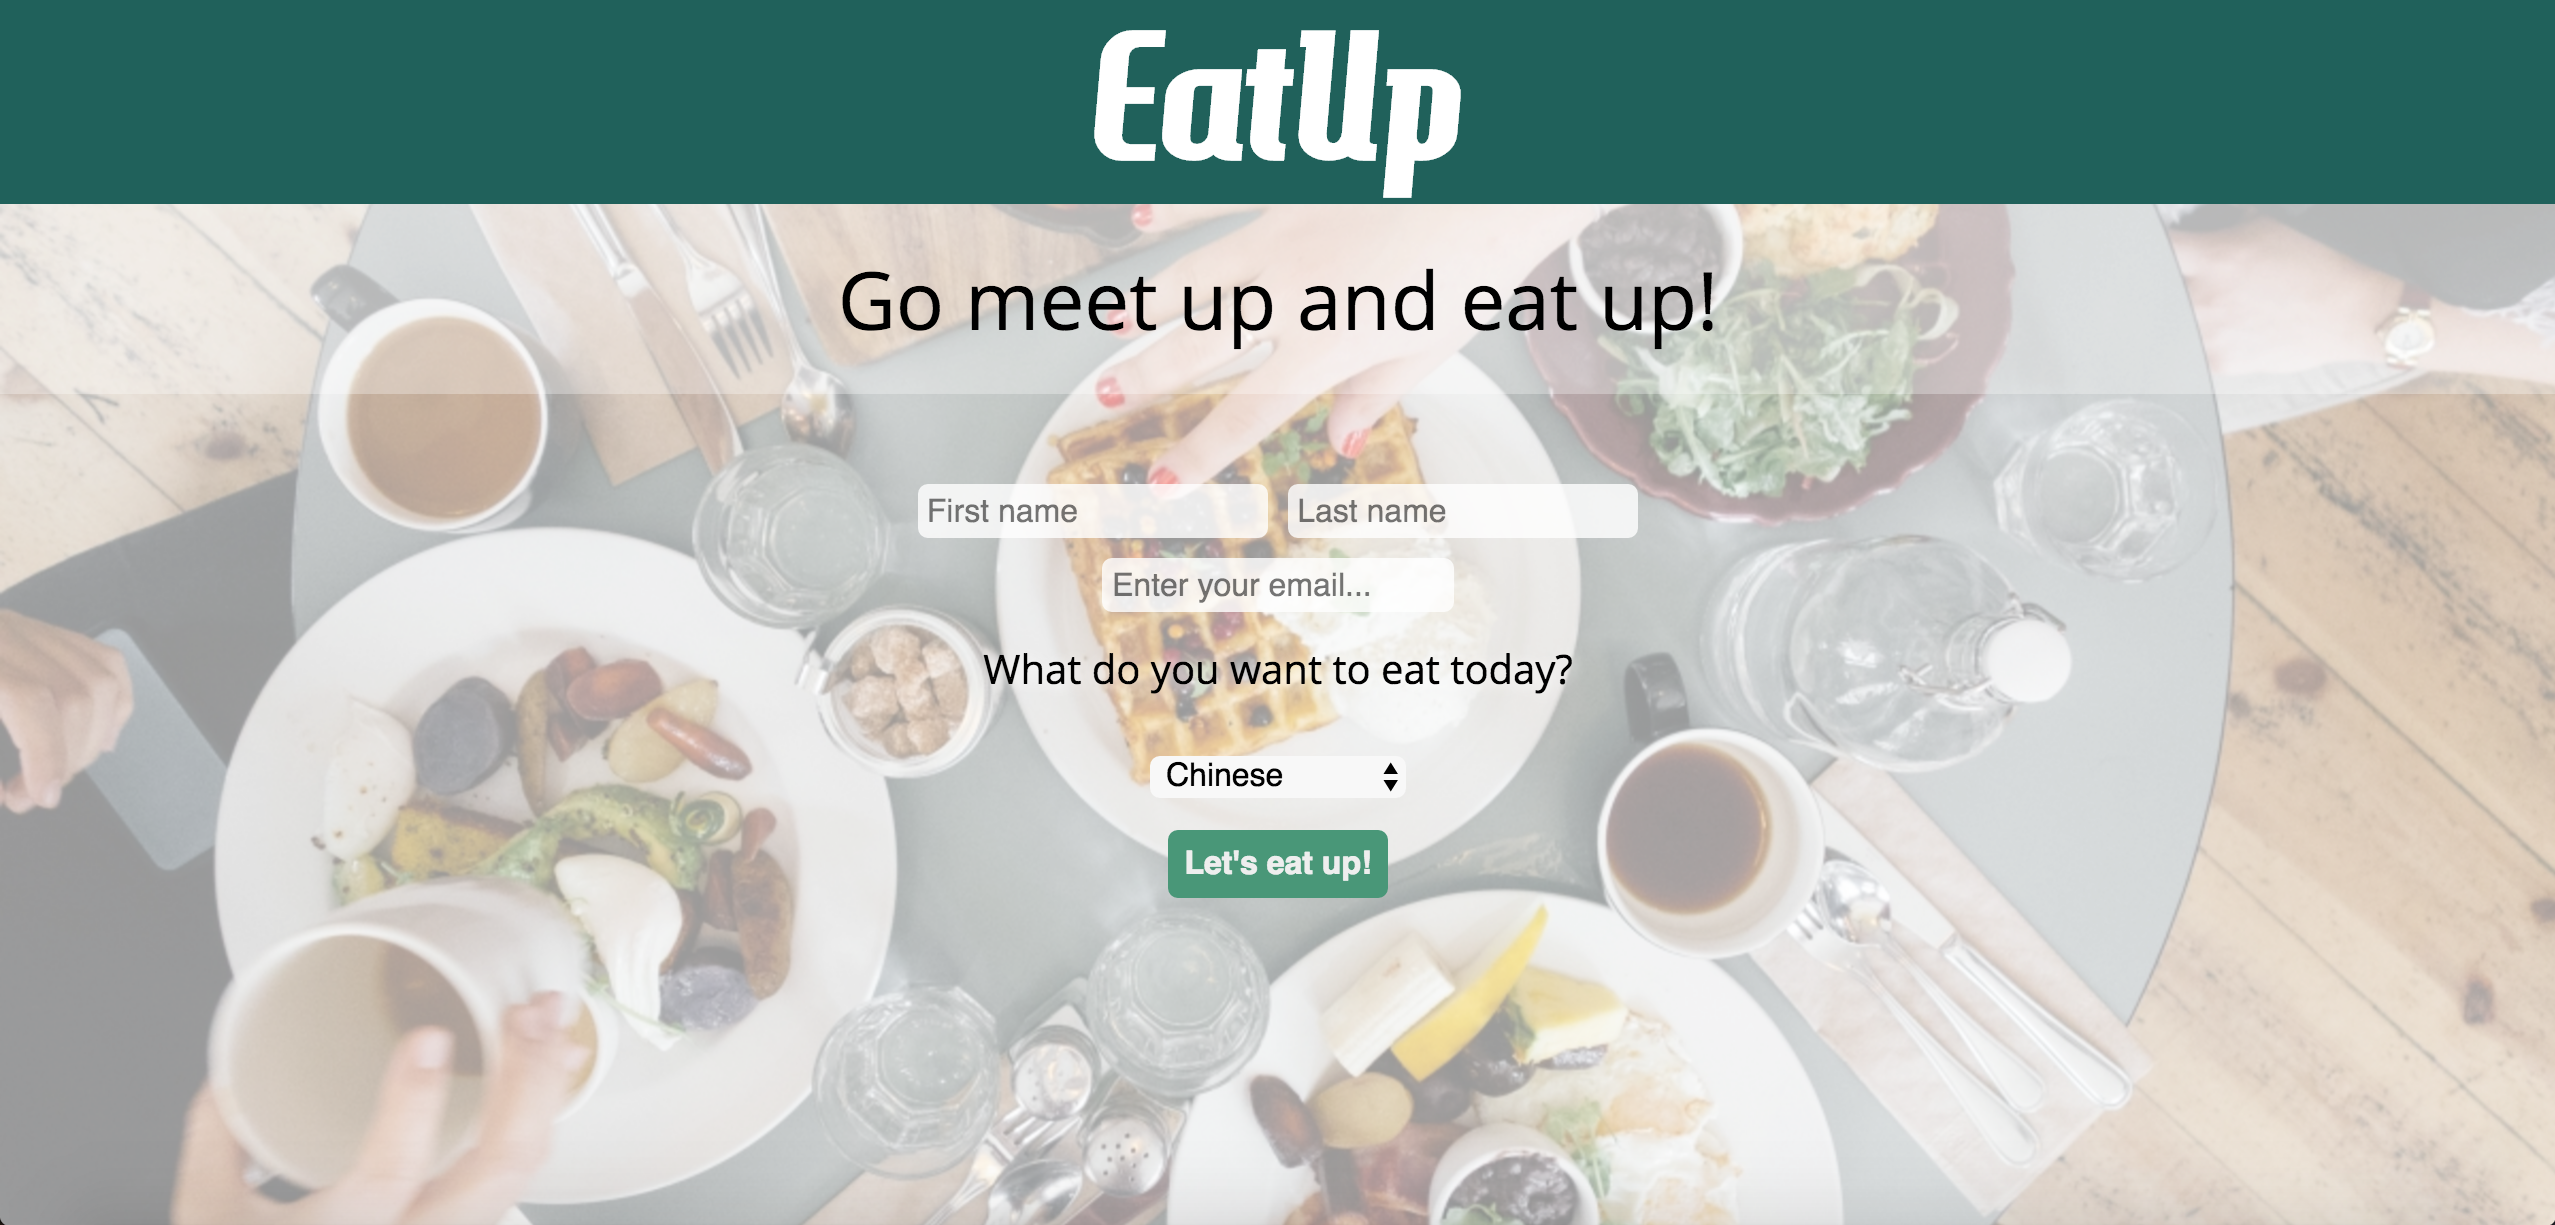 EatUp
Go meet up and eat up!
First name Last name
Enter your email...
What do you want to eat today?
Chinese
Let's eat up!